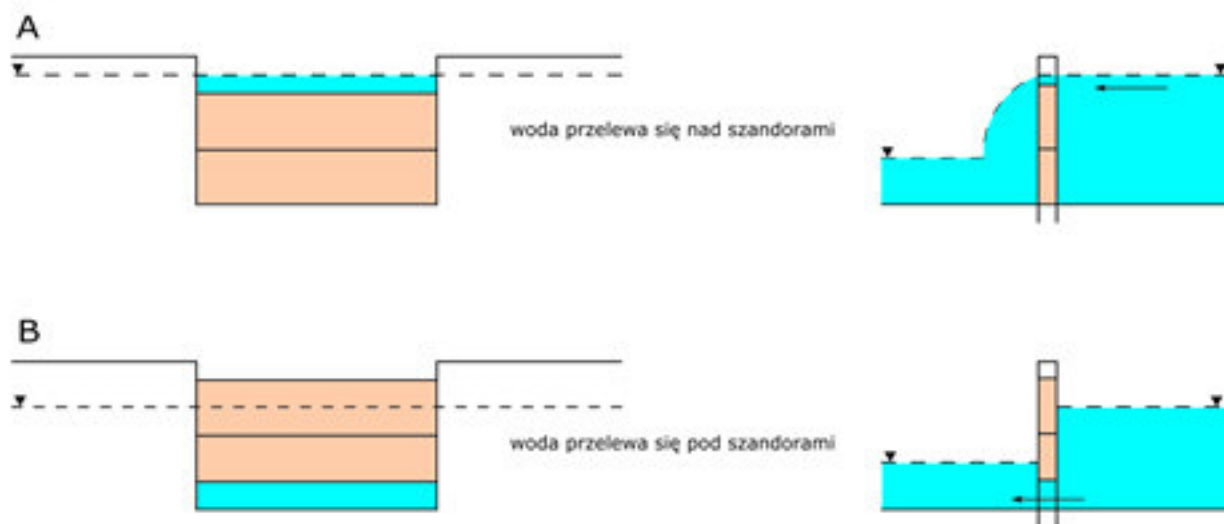 A
woda przelewa się nad szandorami
B
woda przelewa się pod szandorami